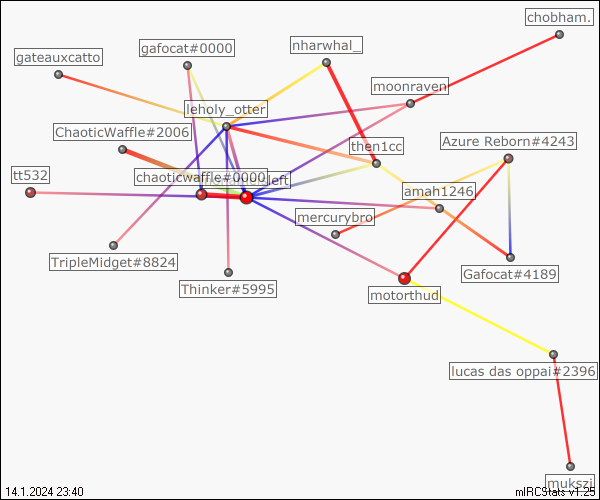 chobham.
gafocat#0000
nharwhal_
gateauxcatto
moonraven
leholy_otter
ChaoticWaffle#2006
Azure Reborn#4243
then1cc
tt532
chaoticwaffle#0000
left
amah1246
mercurybro
TripleMidget#8824
Gafocat#4189
Thinker#5995
motorthud
lucas das oppai#2396
mukszi
14.1.2024 23:40
mIRCStats v1.25